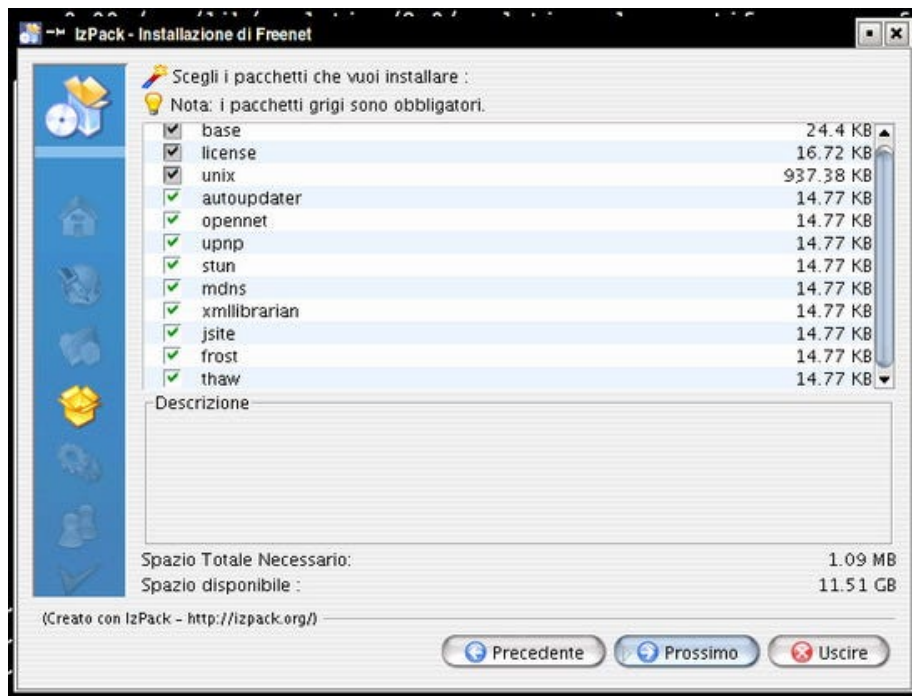 IzPack - Installazione di Freenet
Scegli i pacchetti che vuoi installare :
Nota: i pacchetti grigi sono obbligatori.
base 24.4 KB
license 16.72 KB
unix 937.38 KB
autoupdater 14.77 KB
opennet 14.77 KB
upnp 14.77 KB
stun 14.77 KB
mdns 14.77 KB
xmllibrarian 14.77 KB
jsite 14.77 KB
frost 14.77 KB
thaw 14.77 KB
Descrizione
Spazio Totale Necessario: 1.09 MB
Spazio disponibile : 11.51 GB
(Creato con IzPack - http://izpack.org/)
Precedente Prossimo Uscire